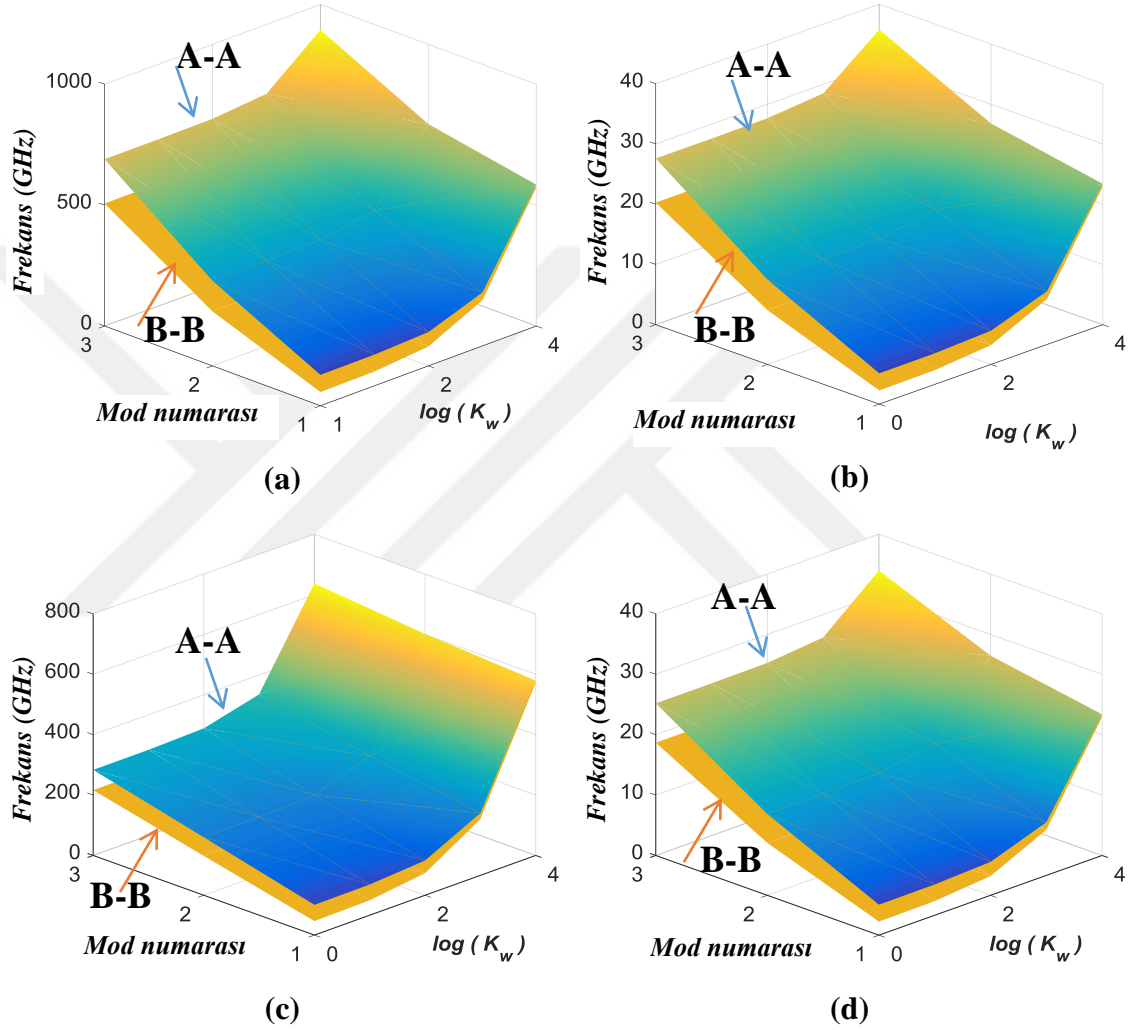 A-A
1000
500
0
Frekans (GHz)
B-B
3
2
1
Mod numarası
1
2
4
log ( K_w )
(a)
A-A
40
30
20
10
0
Frekans (GHz)
B-B
3
2
1
Mod numarası
0
2
4
log ( K_w )
(b)
A-A
800
600
400
200
0
Frekans (GHz)
B-B
3
2
1
Mod numarası
0
2
4
log ( K_w )
(c)
A-A
40
30
20
10
0
Frekans (GHz)
B-B
3
2
1
Mod numarası
0
2
4
log ( K_w )
(d)